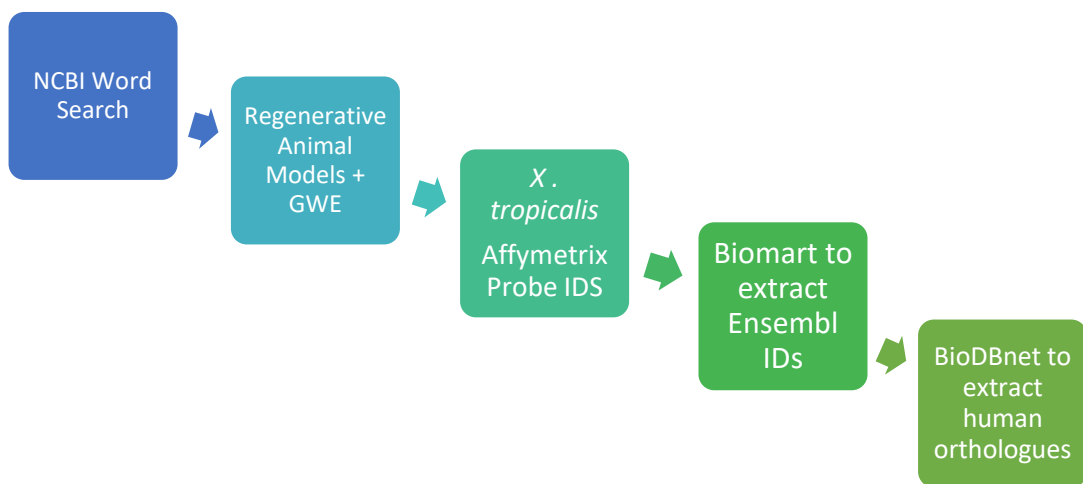 NCBI Word
Search
Regenerative
Animal
Models +
GWE
X .
tropicalis
Affymetrix
Probe IDS
Biomart to
extract
Ensembl
IDs
BioDBnet to
extract
human
orthologues